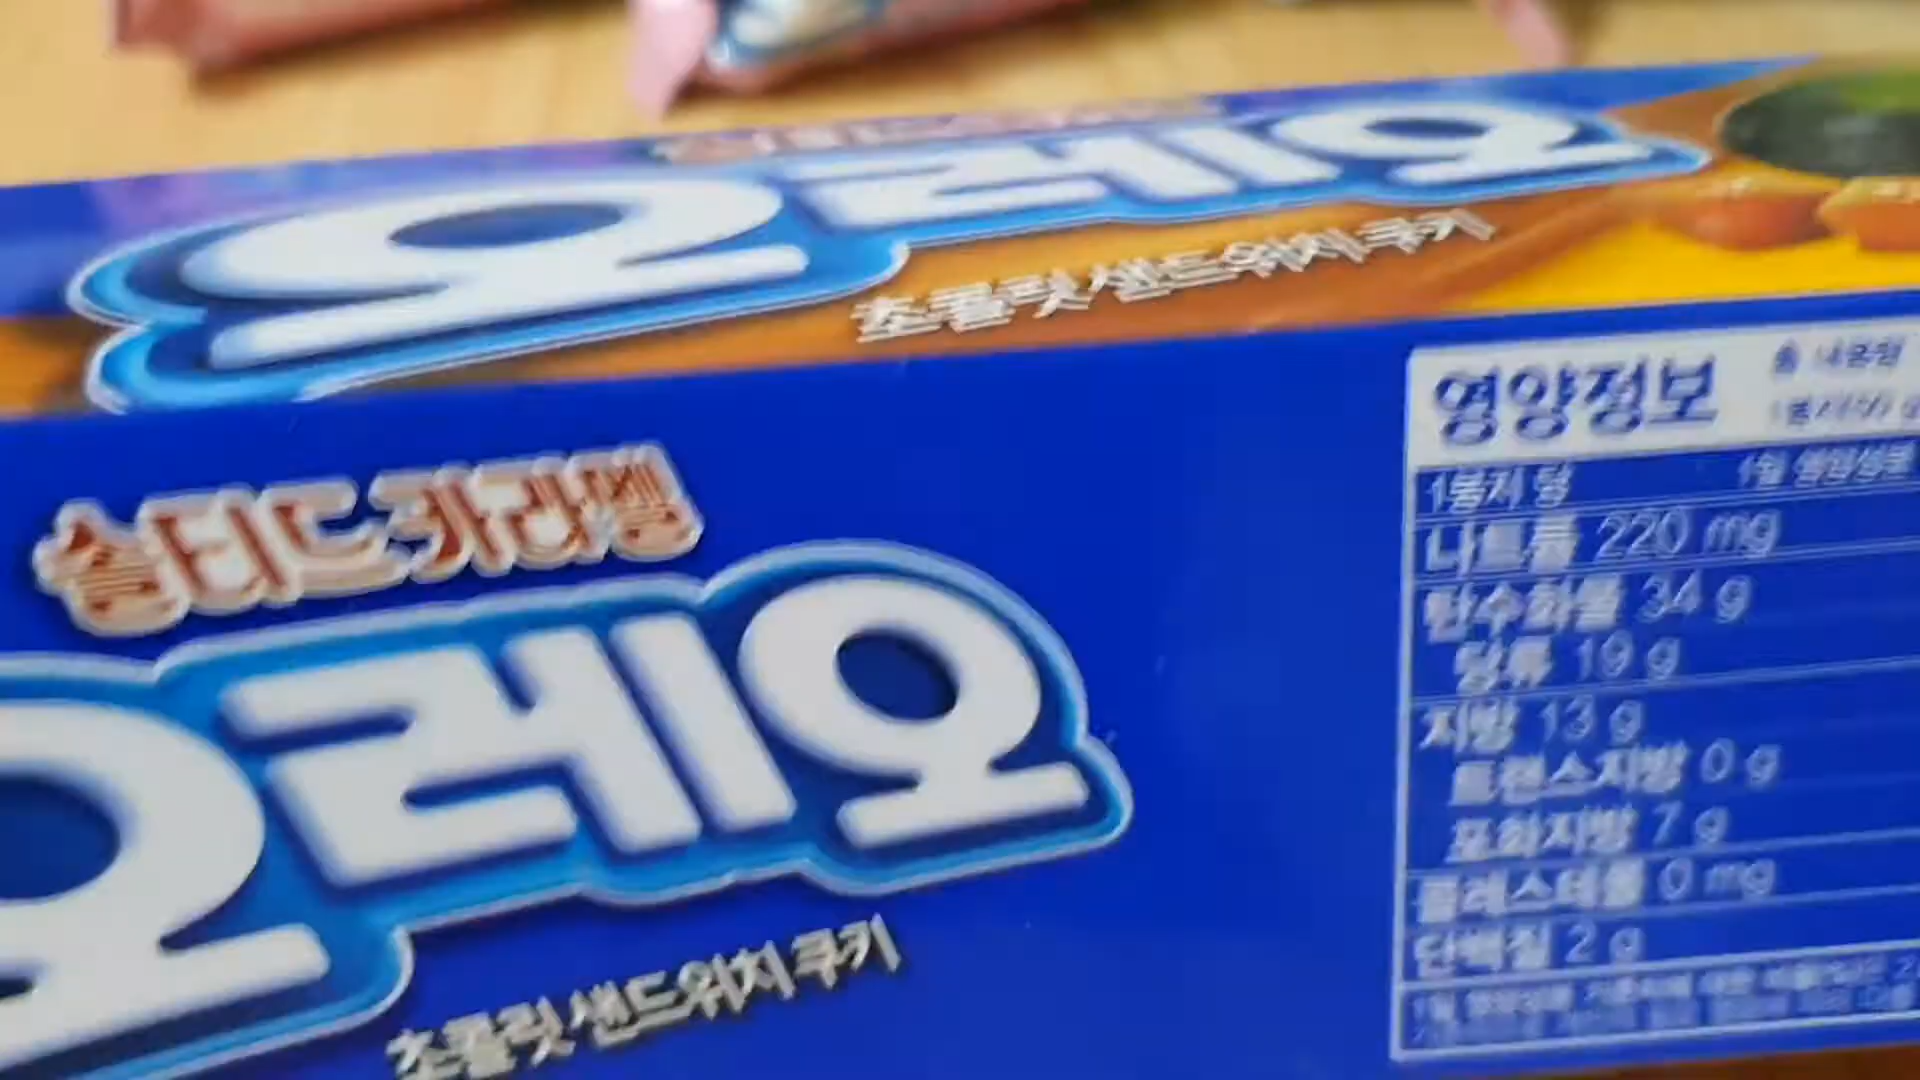 오레오
초콜릿 샌드위치 쿠키
솔티드 카라멜
오레오
초콜릿 샌드위치 쿠키
영양정보
1봉지 당
나트륨 220 mg
탄수화물 34 g
당류 19 g
지방 13 g
트랜스지방 0 g
포화지방 7 g
콜레스테롤 0 mg
단백질 2 g